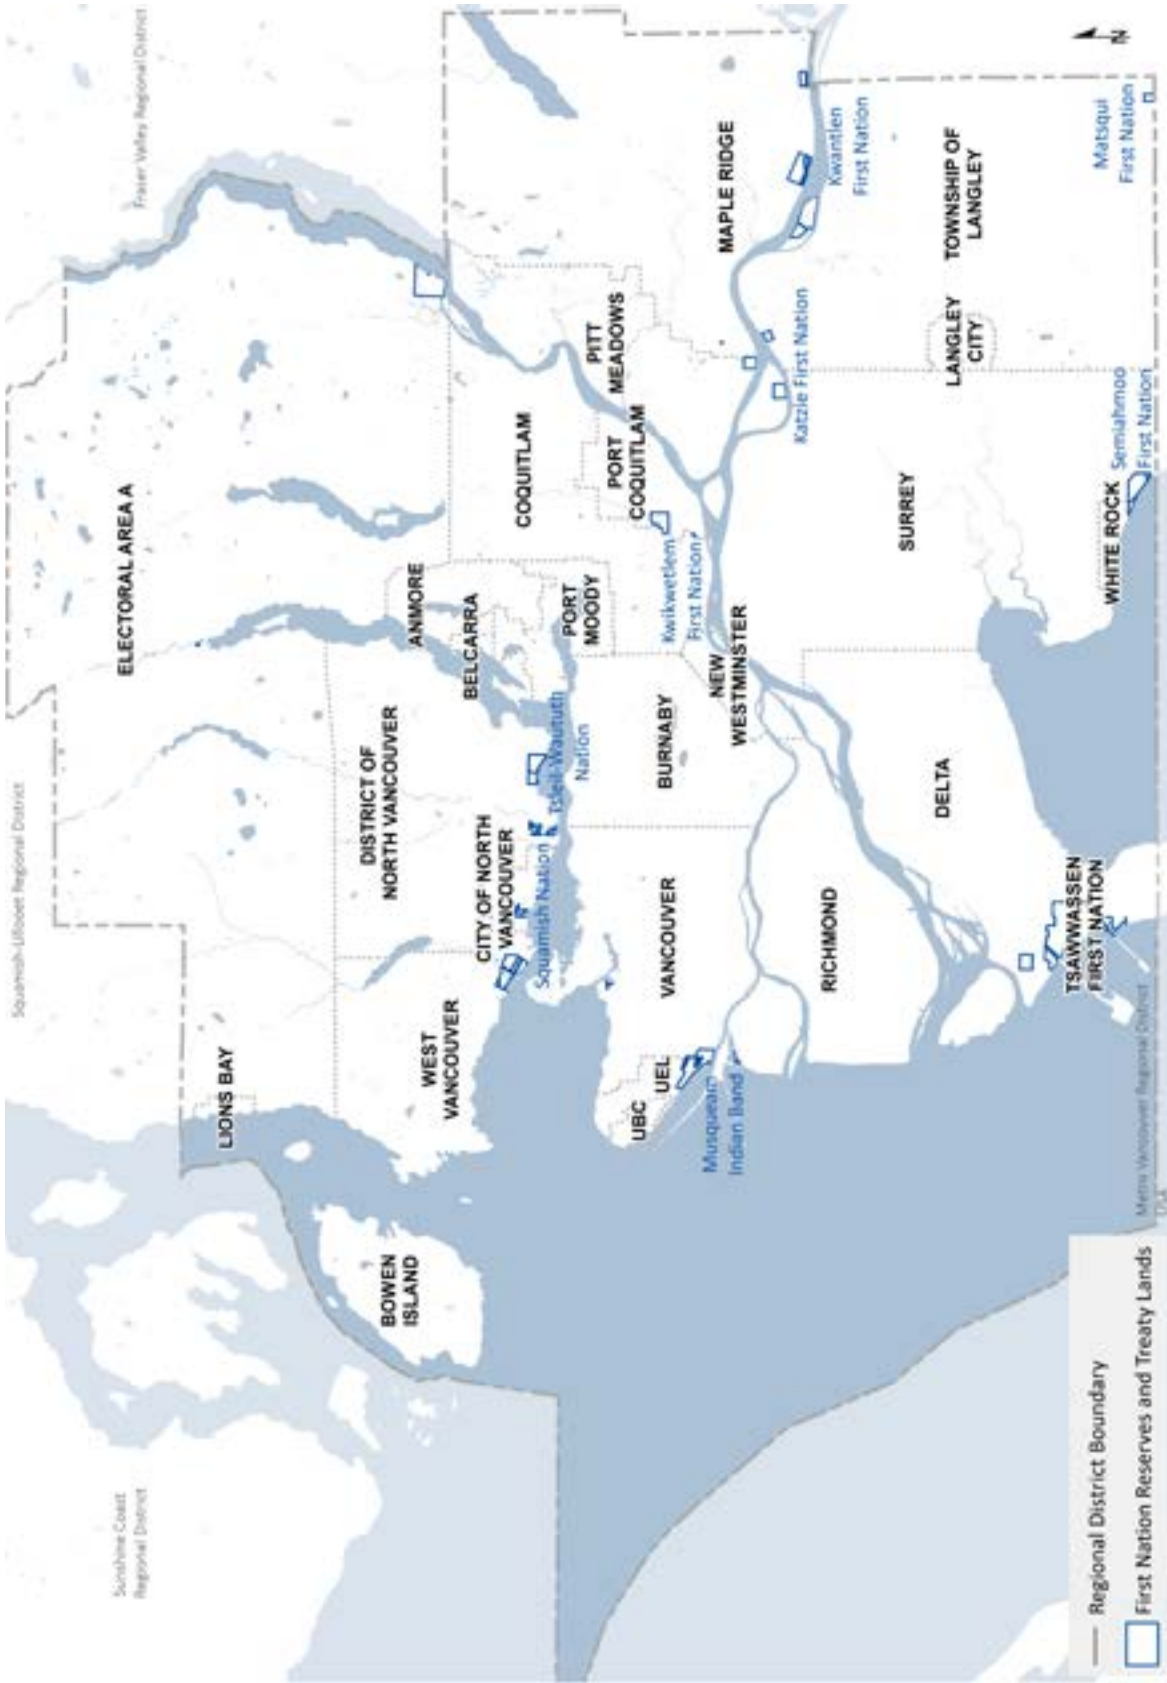 Squamish-Lillooet Regional District
Fraser Valley Regional District
Sunshine Coast
Regional District
ELECTORAL AREA A
LIONS BAY
BOWEN
ISLAND
WEST
VANCOUVER
DISTRICT OF
NORTH VANCOUVER
CITY OF NORTH
VANCOUVER
Squamish Nation
Tsleil-Waututh
Nation
ANMORE
BELCARRA
PORT
MOODY
COQUITLAM
PORT
COQUITLAM
PITT
MEADOWS
MAPLE RIDGE
UBC
UEL
VANCOUVER
BURNABY
NEW
WESTMINSTER
Kwikwetlem
First Nation
Katzie First Nation
Kwantlen
First Nation
Musqueam
Indian Band
RICHMOND
DELTA
SURREY
LANGLEY
CITY
TOWNSHIP OF
LANGLEY
TSAWWASSEN
FIRST NATION
WHITE ROCK
Semiahmoo
First Nation
Matsqui
First Nation
N
Metro Vancouver Regional District
USA
Regional District Boundary
First Nation Reserves and Treaty Lands